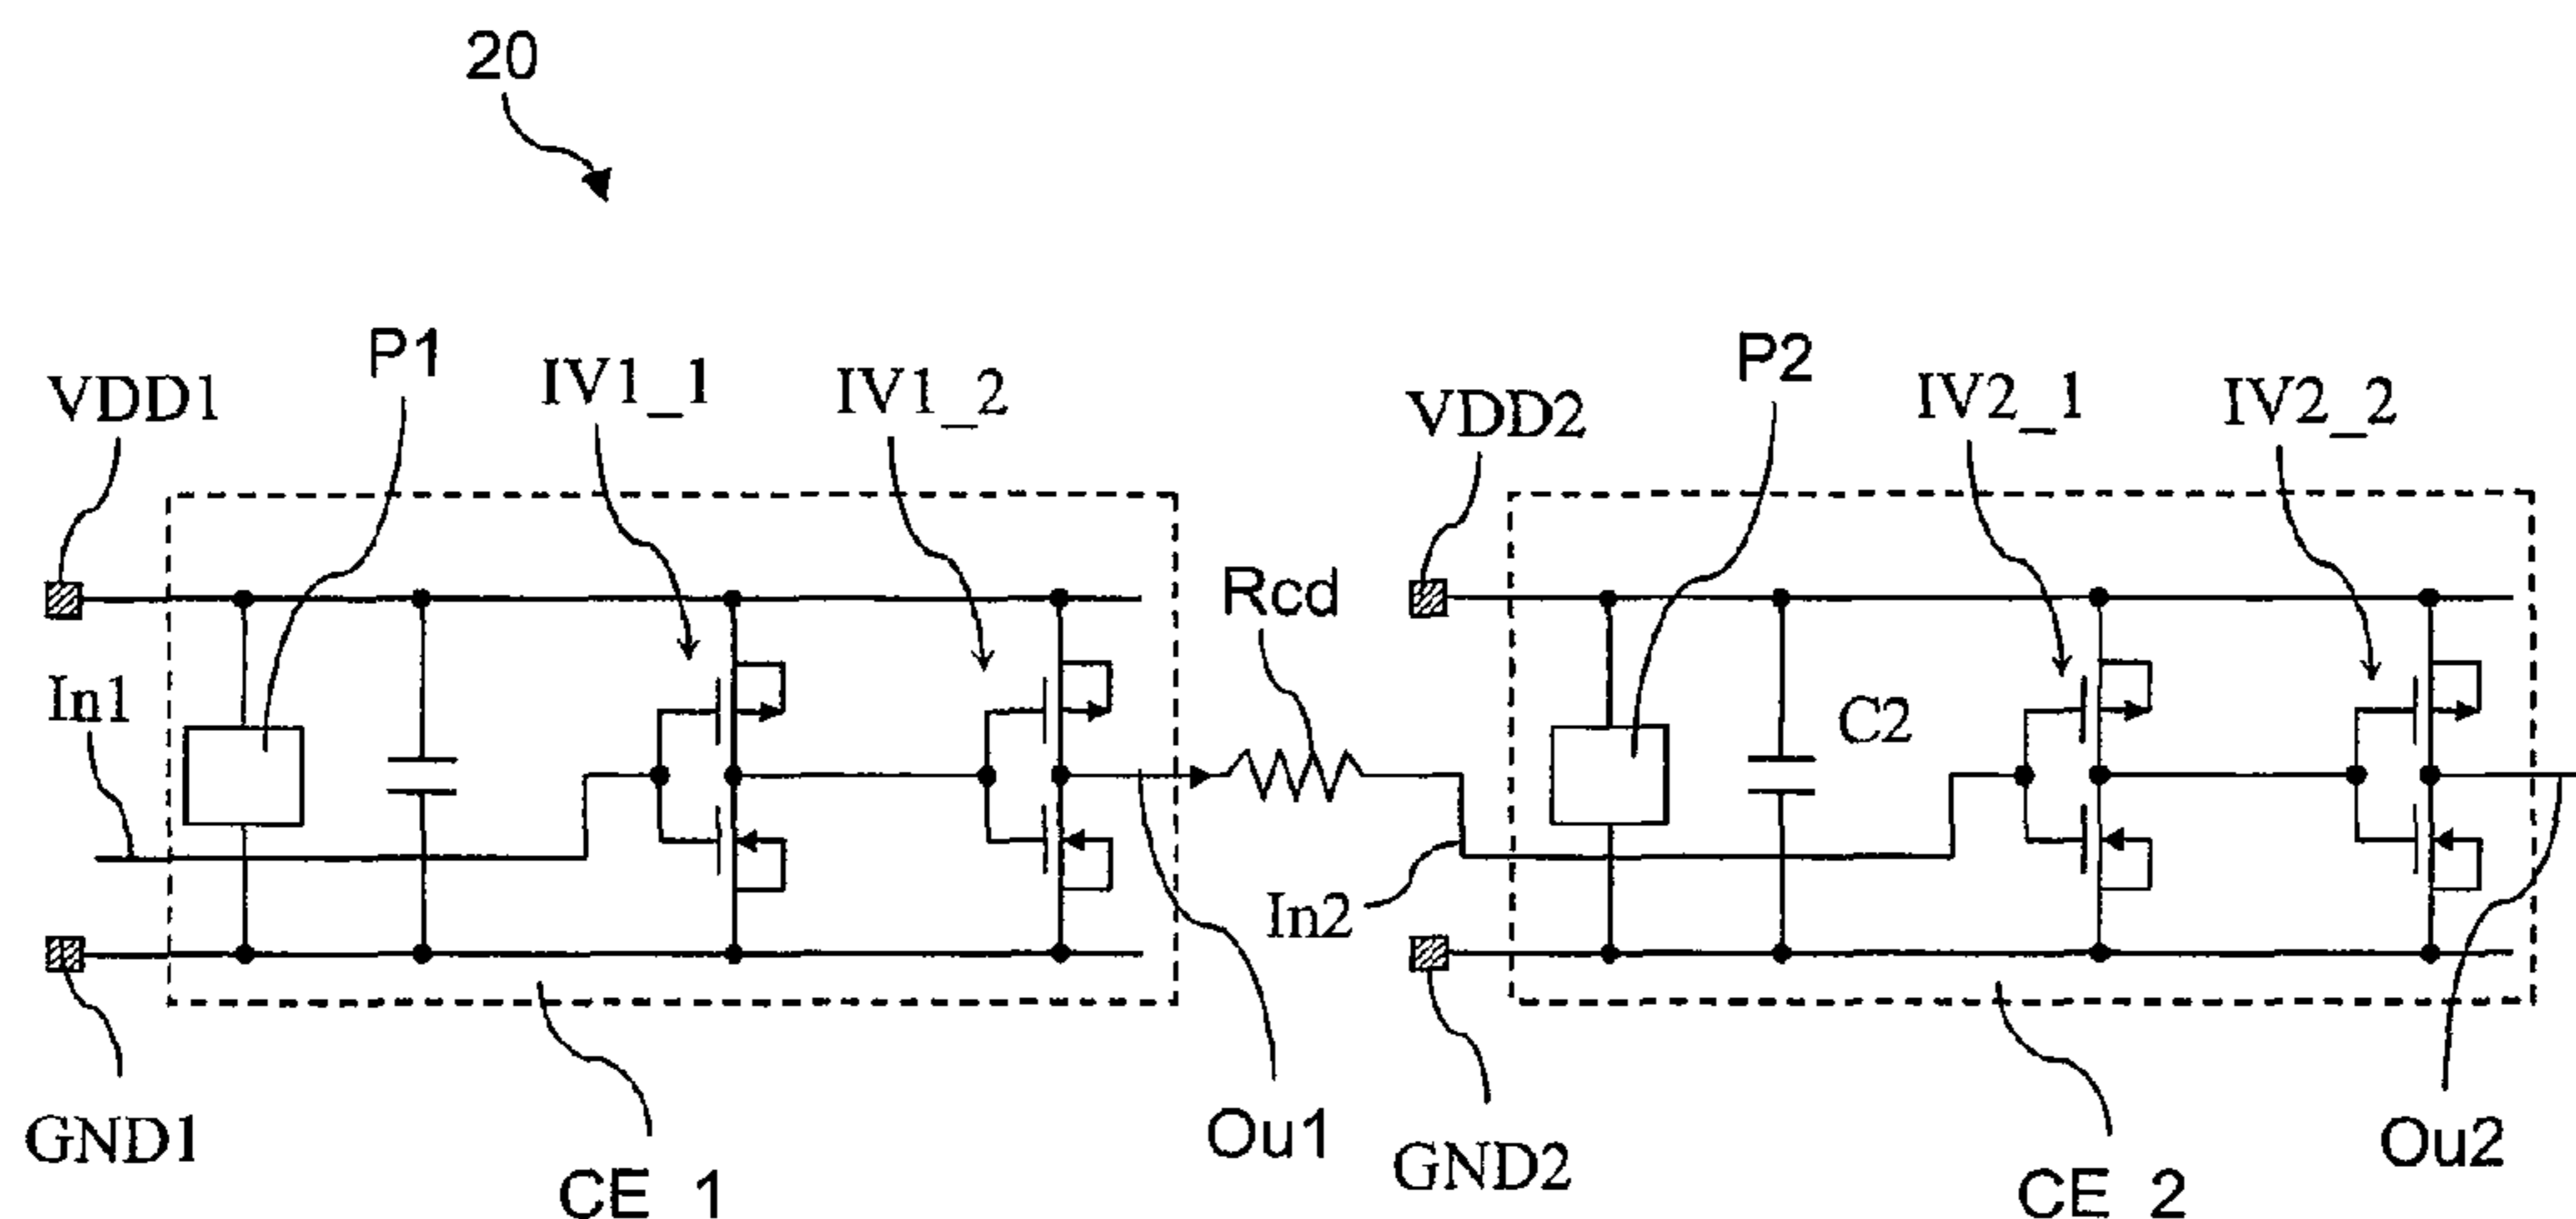 20
P1
VDD1
IV1_1
IV1_2
P2
VDD2
IV2_1
IV2_2
Rcd
In1
C2
In2
GND1
CE 1
Ou1
GND2
CE 2
Ou2